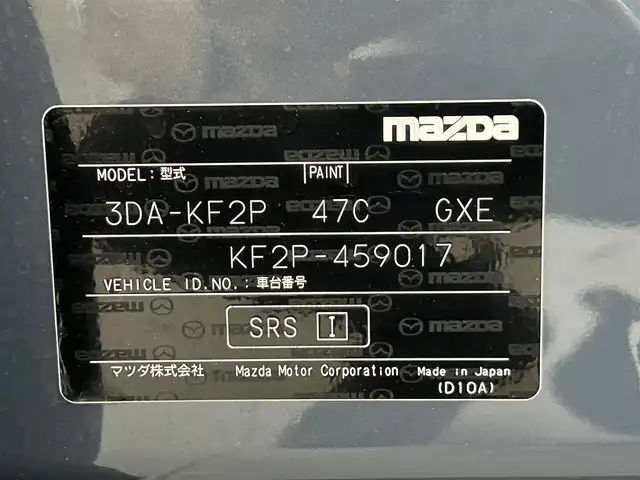 mazda
MODEL:型式 PAINT
3DA-KF2P 47C GXE
KF2P-459017
VEHICLE ID.NO.:車台番号
SRS I
マツダ株式会社 Mazda Motor Corporation Made in Japan
(D10A)